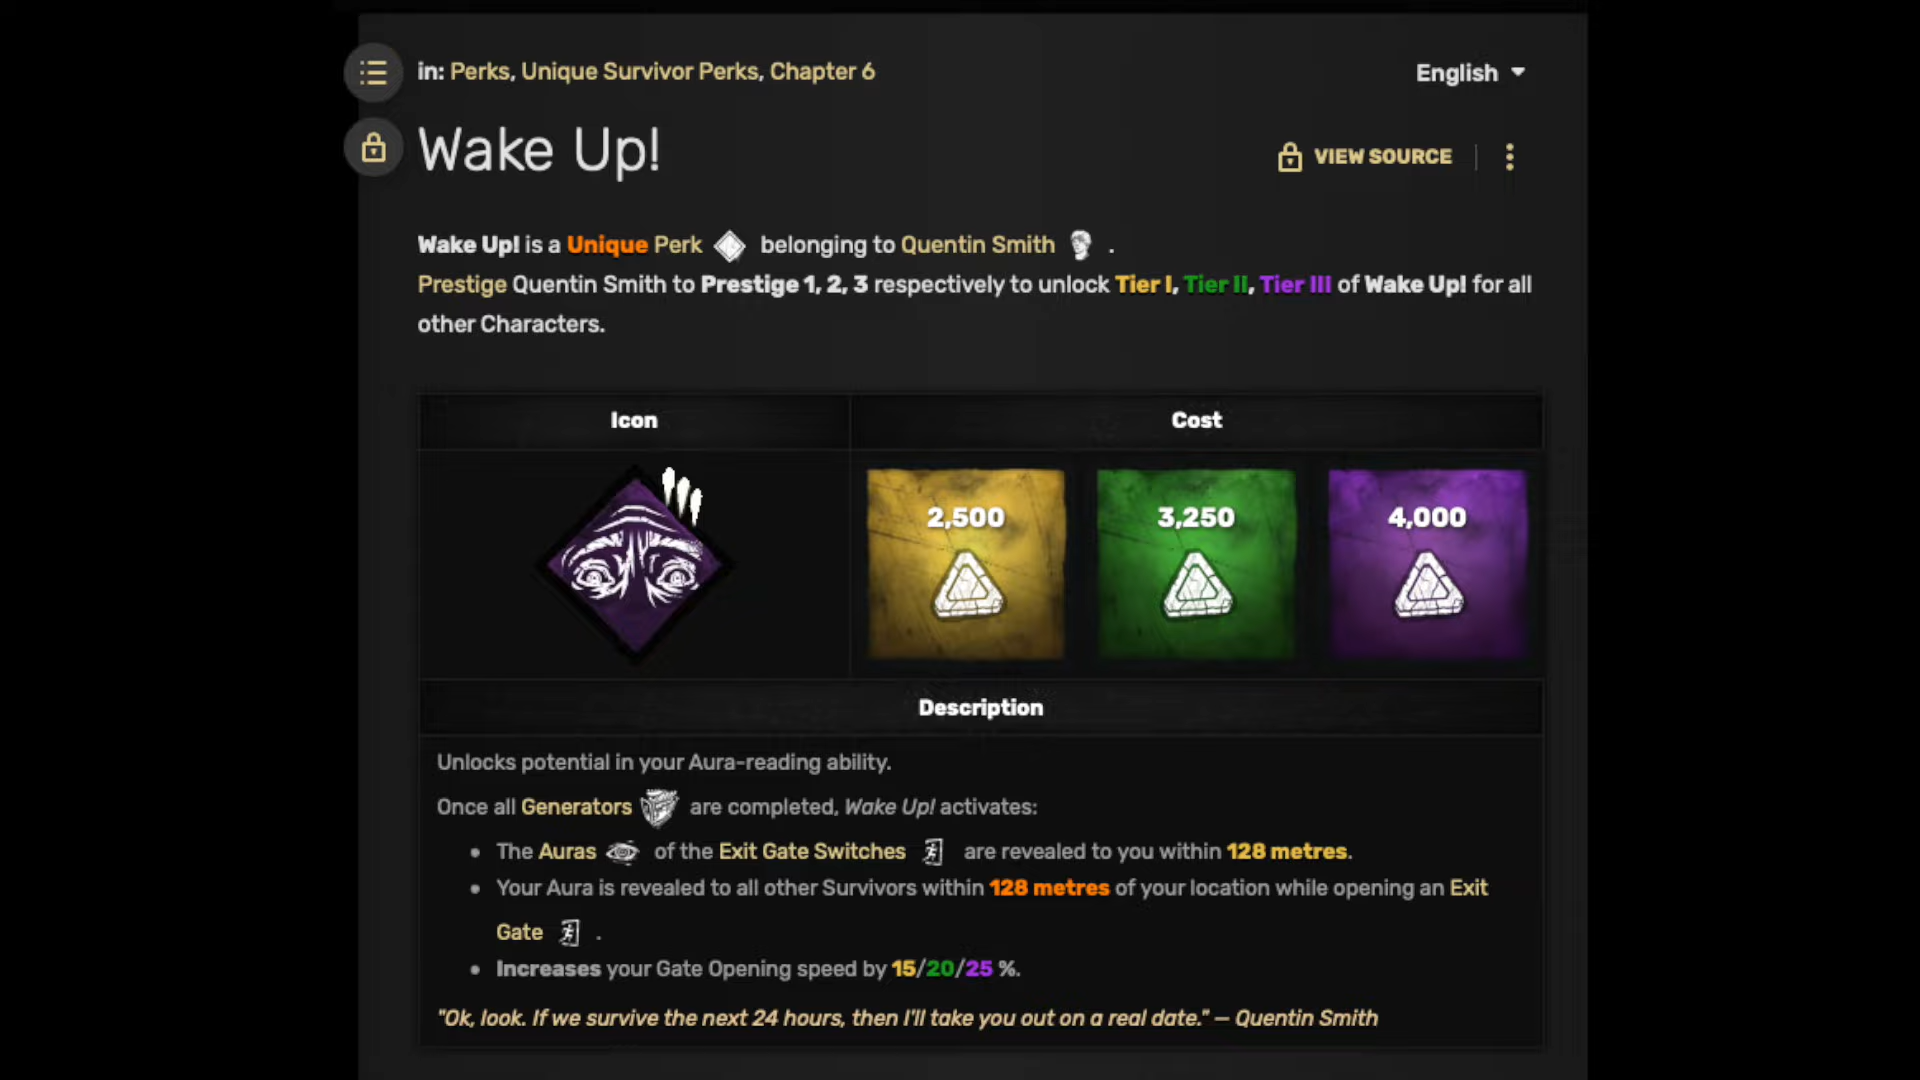 in: Perks, Unique Survivor Perks, Chapter 6
English
Wake Up!
VIEW SOURCE
Wake Up! is a Unique Perk belonging to Quentin Smith .
Prestige Quentin Smith to Prestige 1, 2, 3 respectively to unlock Tier I, Tier II, Tier III of Wake Up! for all
other Characters.
Icon
Cost
2,500
3,250
4,000
Description
Unlocks potential in your Aura-reading ability.
Once all Generators are completed, Wake Up! activates:
• The Auras of the Exit Gate Switches are revealed to you within 128 metres.
• Your Aura is revealed to all other Survivors within 128 metres of your location while opening an Exit
Gate .
• Increases your Gate Opening speed by 15/20/25 %.
"Ok, look. If we survive the next 24 hours, then I'll take you out on a real date." — Quentin Smith